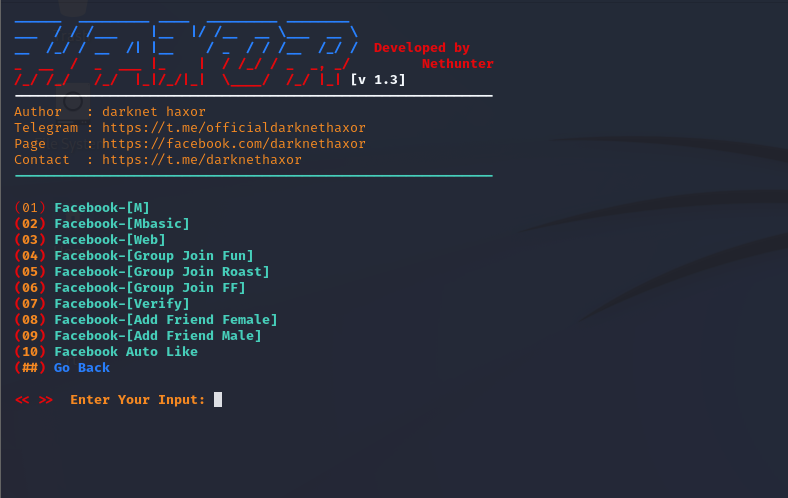 Developed by
Nethunter
[v 1.3]
Author : darknet haxor
Telegram : https://t.me/officialdarknethaxor
Page : https://facebook.com/darknethaxor
Contact : https://t.me/darknethaxor
(01) Facebook-[M]
(02) Facebook-[Mbasic]
(03) Facebook-[Web]
(04) Facebook-[Group Join Fun]
(05) Facebook-[Group Join Roast]
(06) Facebook-[Group Join FF]
(07) Facebook-[Verify]
(08) Facebook-[Add Friend Female]
(09) Facebook-[Add Friend Male]
(10) Facebook Auto Like
(##) Go Back
<< >> Enter Your Input: